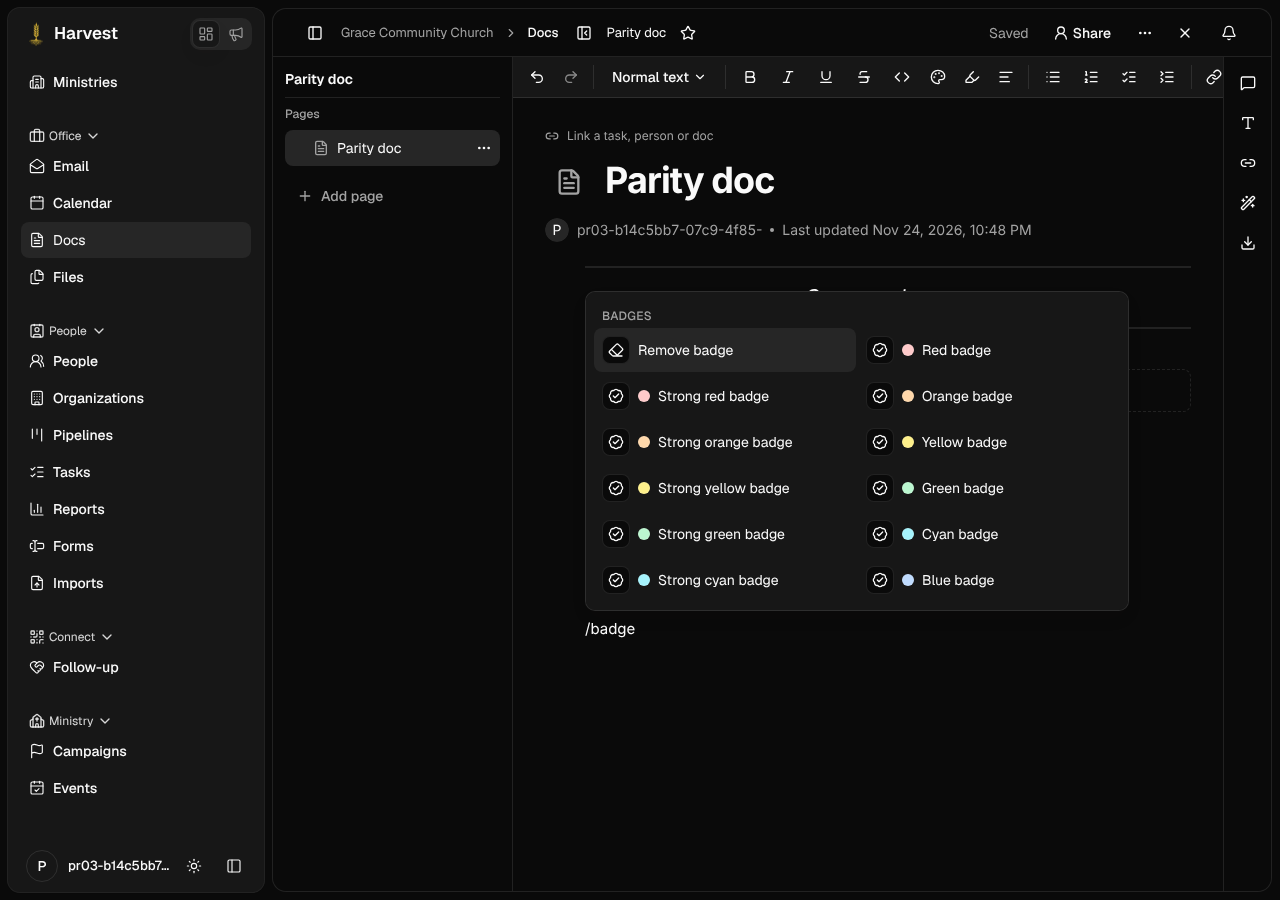 Harvest
Grace Community Church
Docs
Parity doc
Saved
Share
Ministries
Office
Email
Calendar
Docs
Files
People
People
Organizations
Pipelines
Tasks
Reports
Forms
Imports
Connect
Follow-up
Ministry
Campaigns
Events
P
pr03-b14c5bb7...
Parity doc
Pages
Parity doc
Add page
Normal text
Link a task, person or doc
Parity doc
P
pr03-b14c5bb7-07c9-4f85- • Last updated Nov 24, 2026, 10:48 PM
BADGES
Remove badge
Red badge
Strong red badge
Orange badge
Strong orange badge
Yellow badge
Strong yellow badge
Green badge
Strong green badge
Cyan badge
Strong cyan badge
Blue badge
/badge